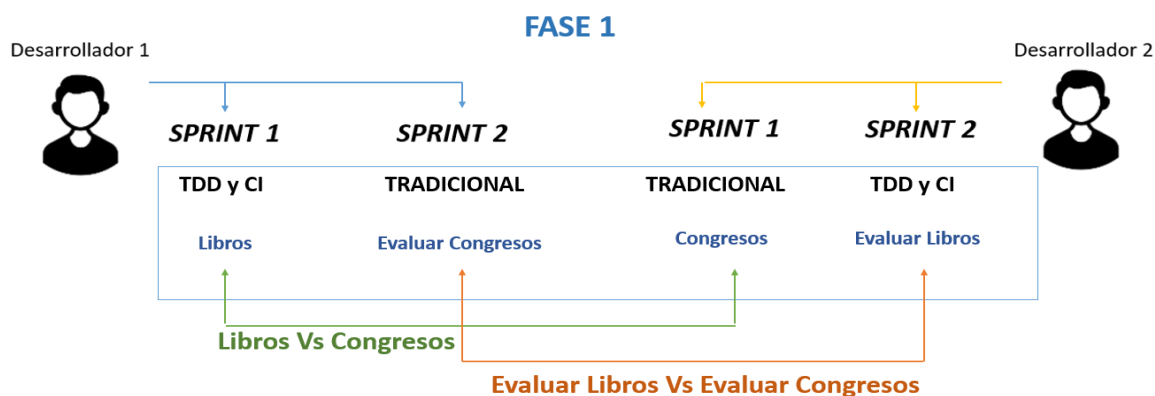 FASE 1
Desarrollador 1
Desarrollador 2
SPRINT 1
SPRINT 2
SPRINT 1
SPRINT 2
TDD y CI
TRADICIONAL
TRADICIONAL
TDD y CI
Libros
Evaluar Congresos
Congresos
Evaluar Libros
Libros Vs Congresos
Evaluar Libros Vs Evaluar Congresos